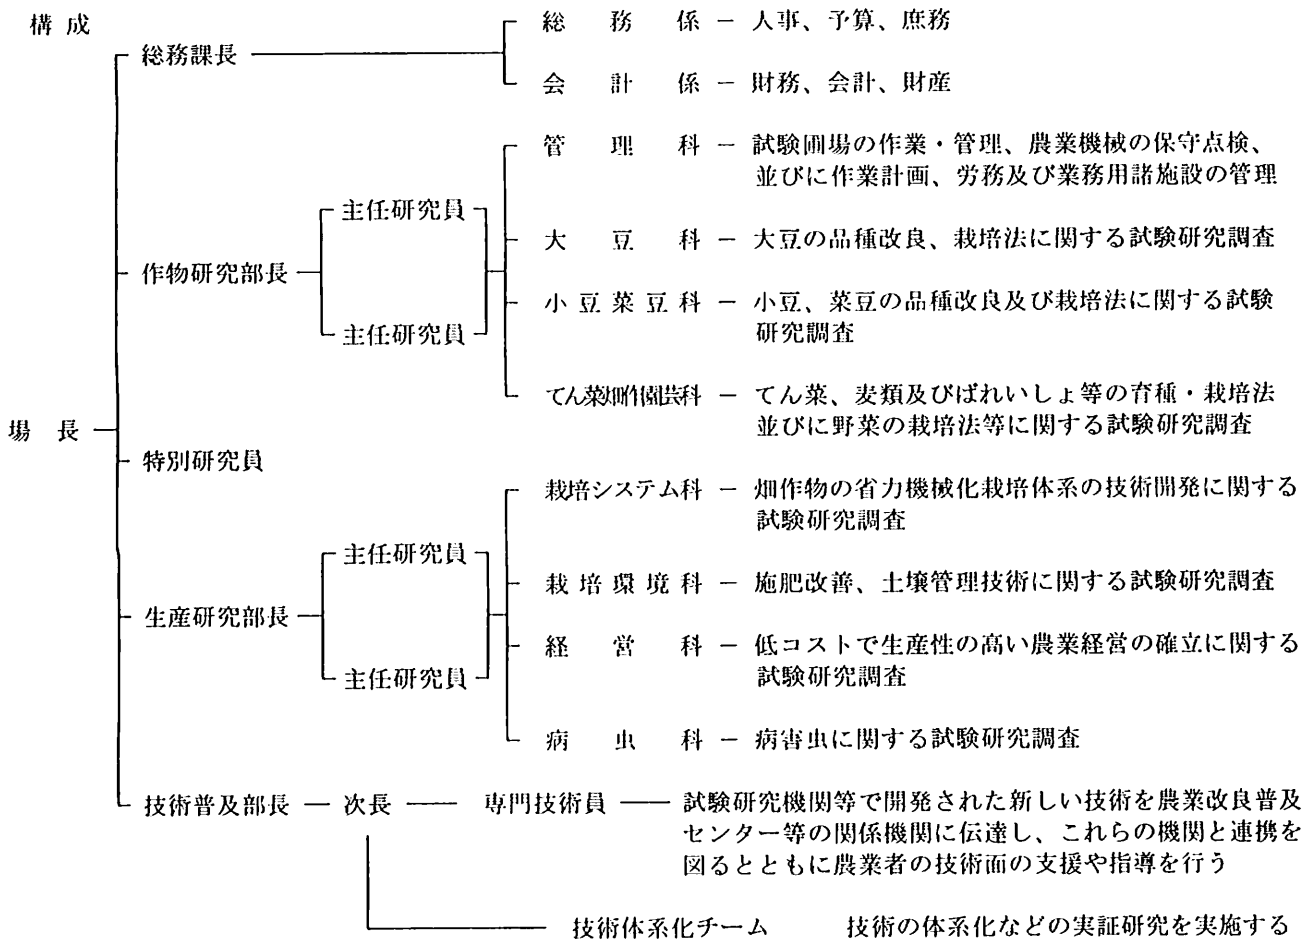 構成
総務係 － 人事、予算、庶務
総務課長
会計係 － 財務、会計、財産
管理科 － 試験圃場の作業・管理、農業機械の保守点検、
並びに作業計画、労務及び業務用諸施設の管理
主任研究員
大豆科 － 大豆の品種改良、栽培法に関する試験研究調査
作物研究部長
小豆菜豆科 － 小豆、菜豆の品種改良及び栽培法に関する試験
研究調査
主任研究員
てん菜畑作園芸科 － てん菜、麦類及びばれいしょ等の育種・栽培法
並びに野菜の栽培法等に関する試験研究調査
場長
特別研究員
栽培システム科 － 畑作物の省力機械化栽培体系の技術開発に関する
試験研究調査
主任研究員
栽培環境科 － 施肥改善、土壌管理技術に関する試験研究調査
生産研究部長
経営科 － 低コストで生産性の高い農業経営の確立に関する
試験研究調査
主任研究員
病虫科 － 病害虫に関する試験研究調査
技術普及部長 － 次長 － 専門技術員 － 試験研究機関等で開発された新しい技術を農業改良普及
センター等の関係機関に伝達し、これらの機関と連携を
図るとともに農業者の技術面の支援や指導を行う
技術体系化チーム 技術の体系化などの実証研究を実施する